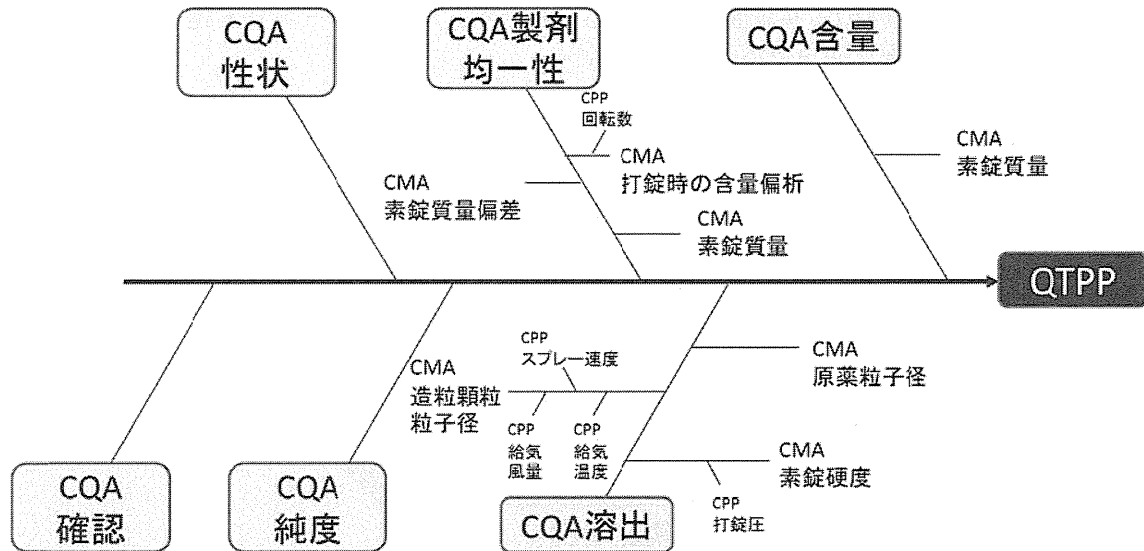 CQA
性状
CQA製剤
均一性
CQA含量
CPP
回転数
CMA
打錠時の含量偏析
CMA
素錠質量偏差
CMA
素錠質量
CMA
素錠質量
QTPP
CPP
スプレー速度
CMA
造粒顆粒
粒子径
CPP
給気
風量
CPP
給気
温度
CMA
原薬粒子径
CMA
素錠硬度
CPP
打錠圧
CQA
確認
CQA
純度
CQA溶出